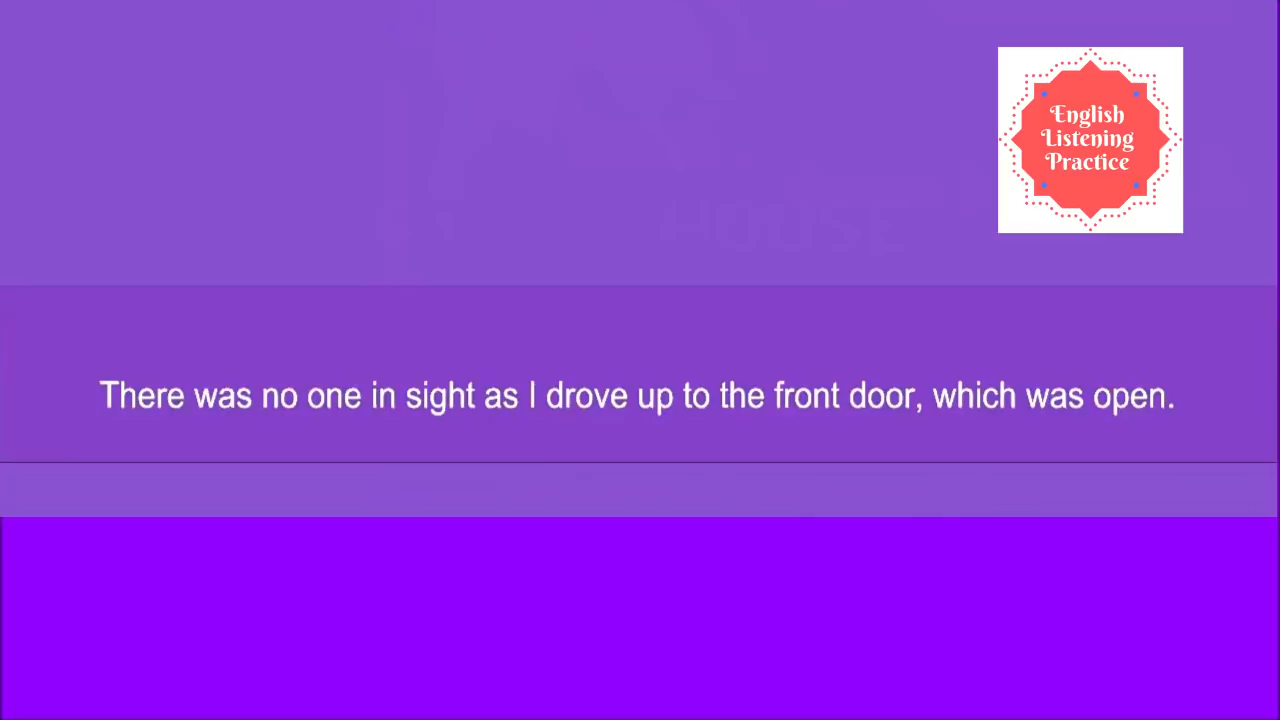 English
Listening
Practice
There was no one in sight as I drove up to the front door, which was open.